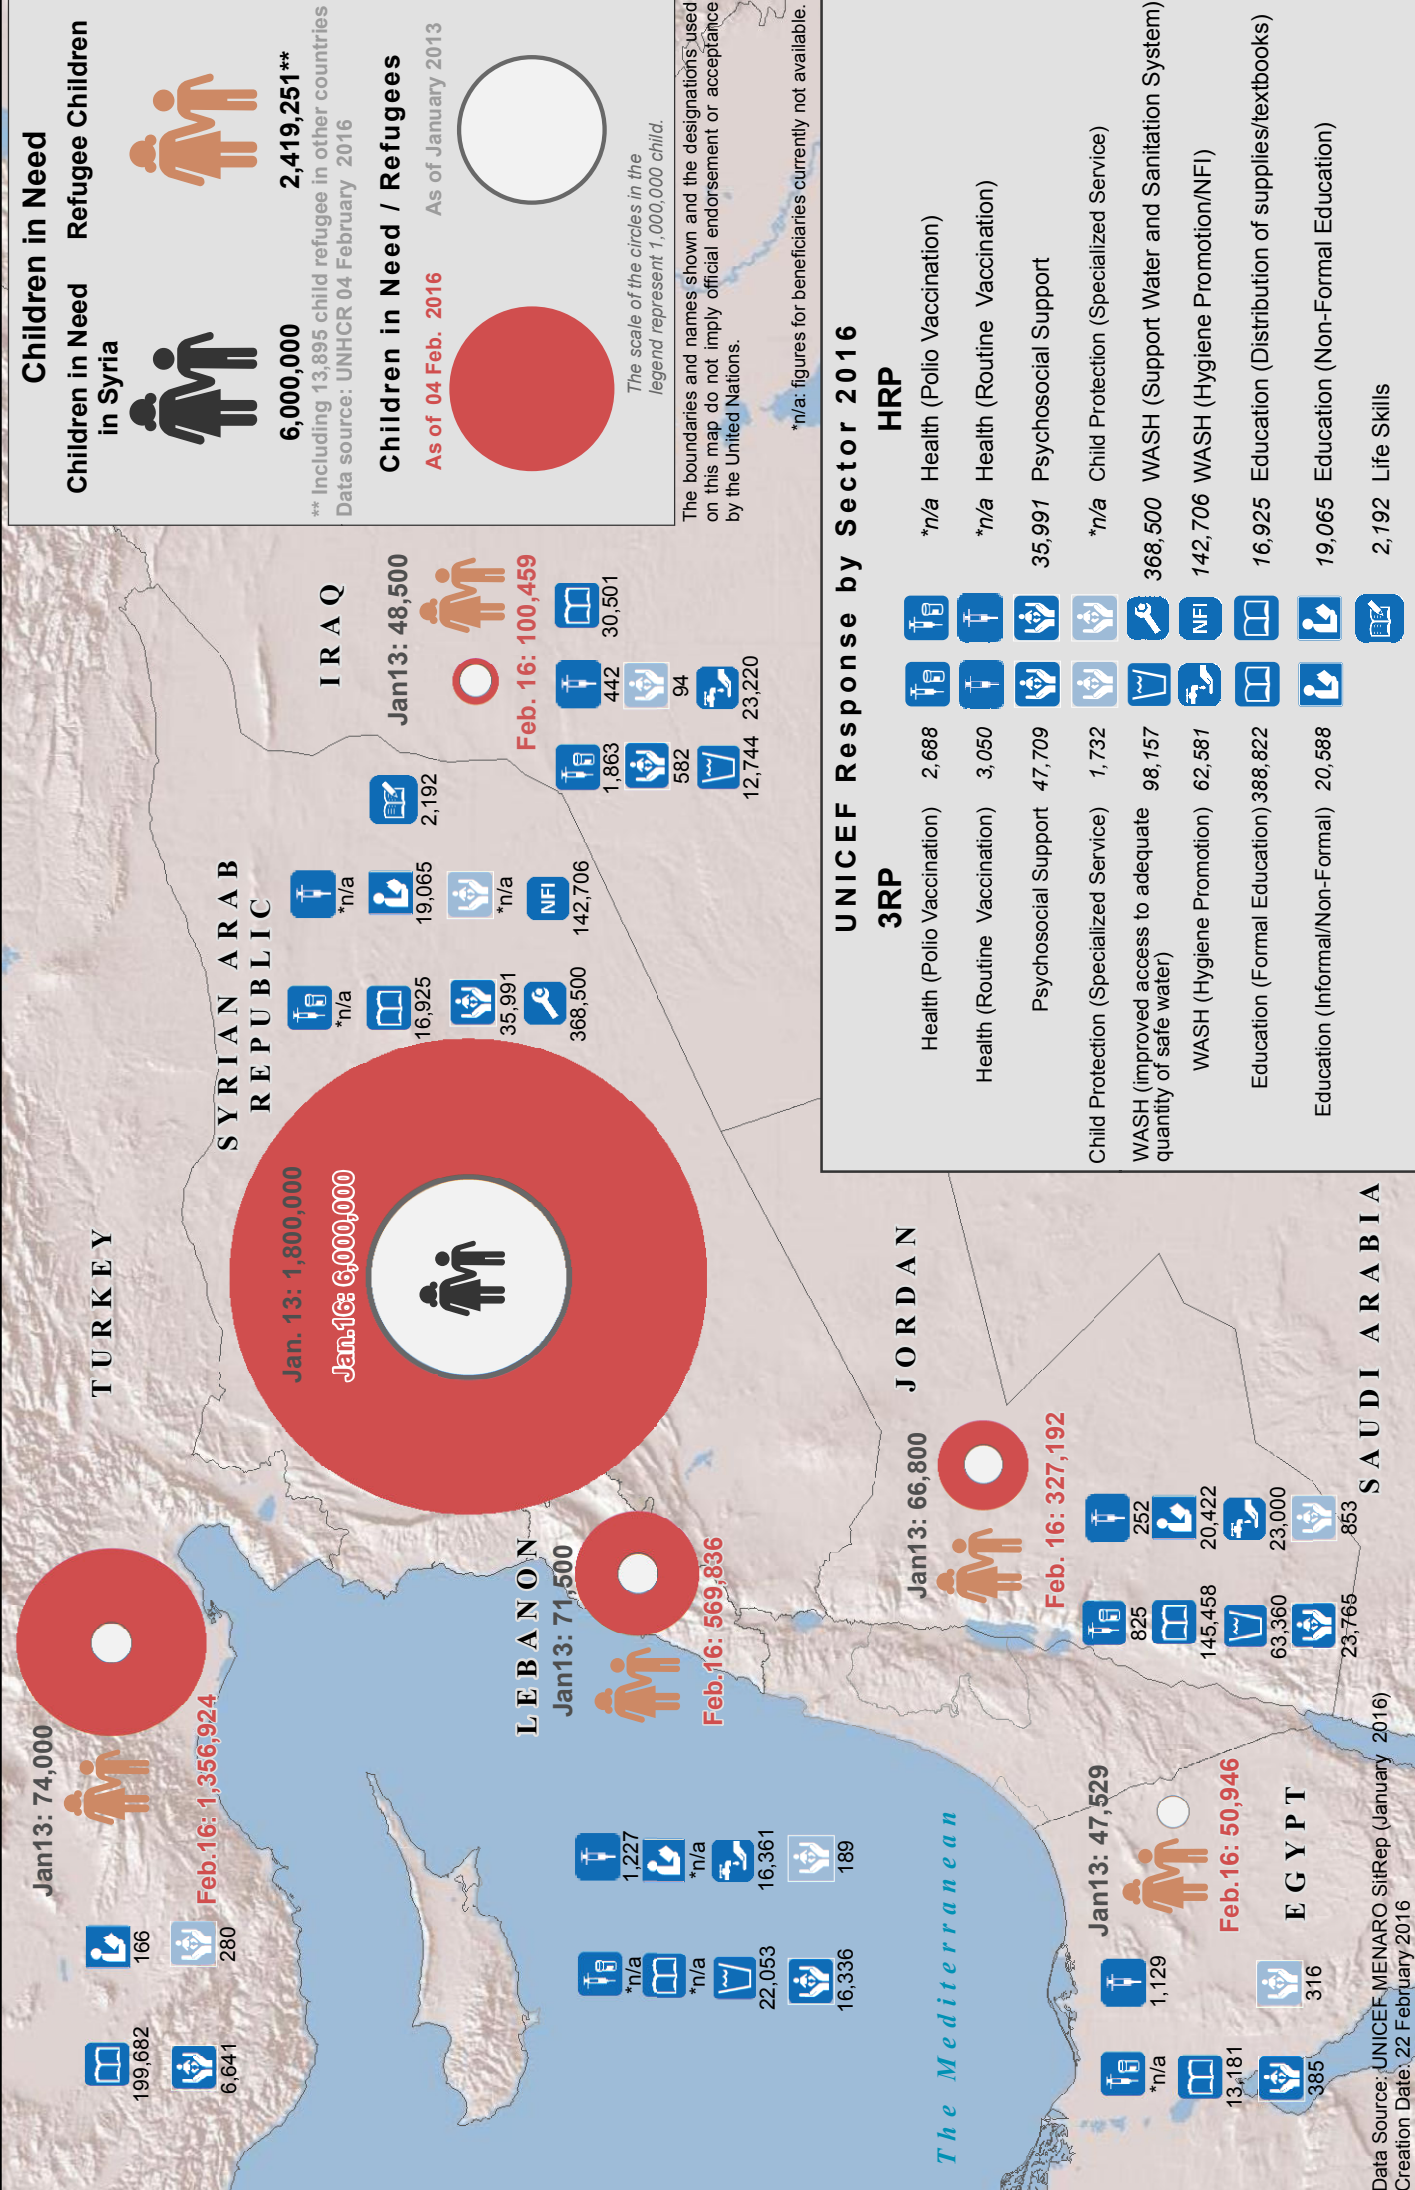 Jan13: 74,000
Feb.16: 1,356,924
199,682
166
6,641
280
TURKEY
SYRIAN ARAB
REPUBLIC
Jan. 13: 1,800,000
Jan.16: 6,000,000
*n/a
*n/a
16,925
19,065
2,192
35,991
*n/a
368,500
142,706
IRAQ
Jan13: 48,500
Feb. 16: 100,459
1,863
442
30,501
582
94
12,744
23,220
LEBANON
Jan13: 71,500
Feb.16: 569,836
*n/a
1,227
*n/a
*n/a
22,053
16,361
16,336
189
The Mediterranean
JORDAN
Jan13: 66,800
Feb. 16: 327,192
825
252
145,458
20,422
63,360
23,000
23,765
853
SAUDI ARABIA
Jan13: 47,529
Feb.16: 50,946
EGYPT
*n/a
1,129
13,181
385
316
Data Source: UNICEF MENARO SitRep (January 2016)
Creation Date: 22 February 2016
Children in Need
Children in Need
in Syria
Refugee Children
6,000,000
2,419,251**
** Including 13,895 child refugee in other countries
Data source: UNHCR 04 February 2016
Children in Need / Refugees
As of 04 Feb. 2016
As of January 2013
The scale of the circles in the
legend represent 1,000,000 child.
The boundaries and names shown and the designations used
on this map do not imply official endorsement or acceptance
by the United Nations.
*n/a: figures for beneficiaries currently not available.
UNICEF Response by Sector 2016
3RP
HRP
Health (Polio Vaccination) 2,688
*n/a Health (Polio Vaccination)
Health (Routine Vaccination) 3,050
*n/a Health (Routine Vaccination)
Psychosocial Support 47,709
35,991 Psychosocial Support
Child Protection (Specialized Service) 1,732
*n/a Child Protection (Specialized Service)
WASH (improved access to adequate
quantity of safe water) 98,157
368,500 WASH (Support Water and Sanitation System)
WASH (Hygiene Promotion) 62,581
NFI 142,706 WASH (Hygiene Promotion/NFI)
Education (Formal Education) 388,822
16,925 Education (Distribution of supplies/textbooks)
Education (Informal/Non-Formal) 20,588
19,065 Education (Non-Formal Education)
2,192 Life Skills
NFI